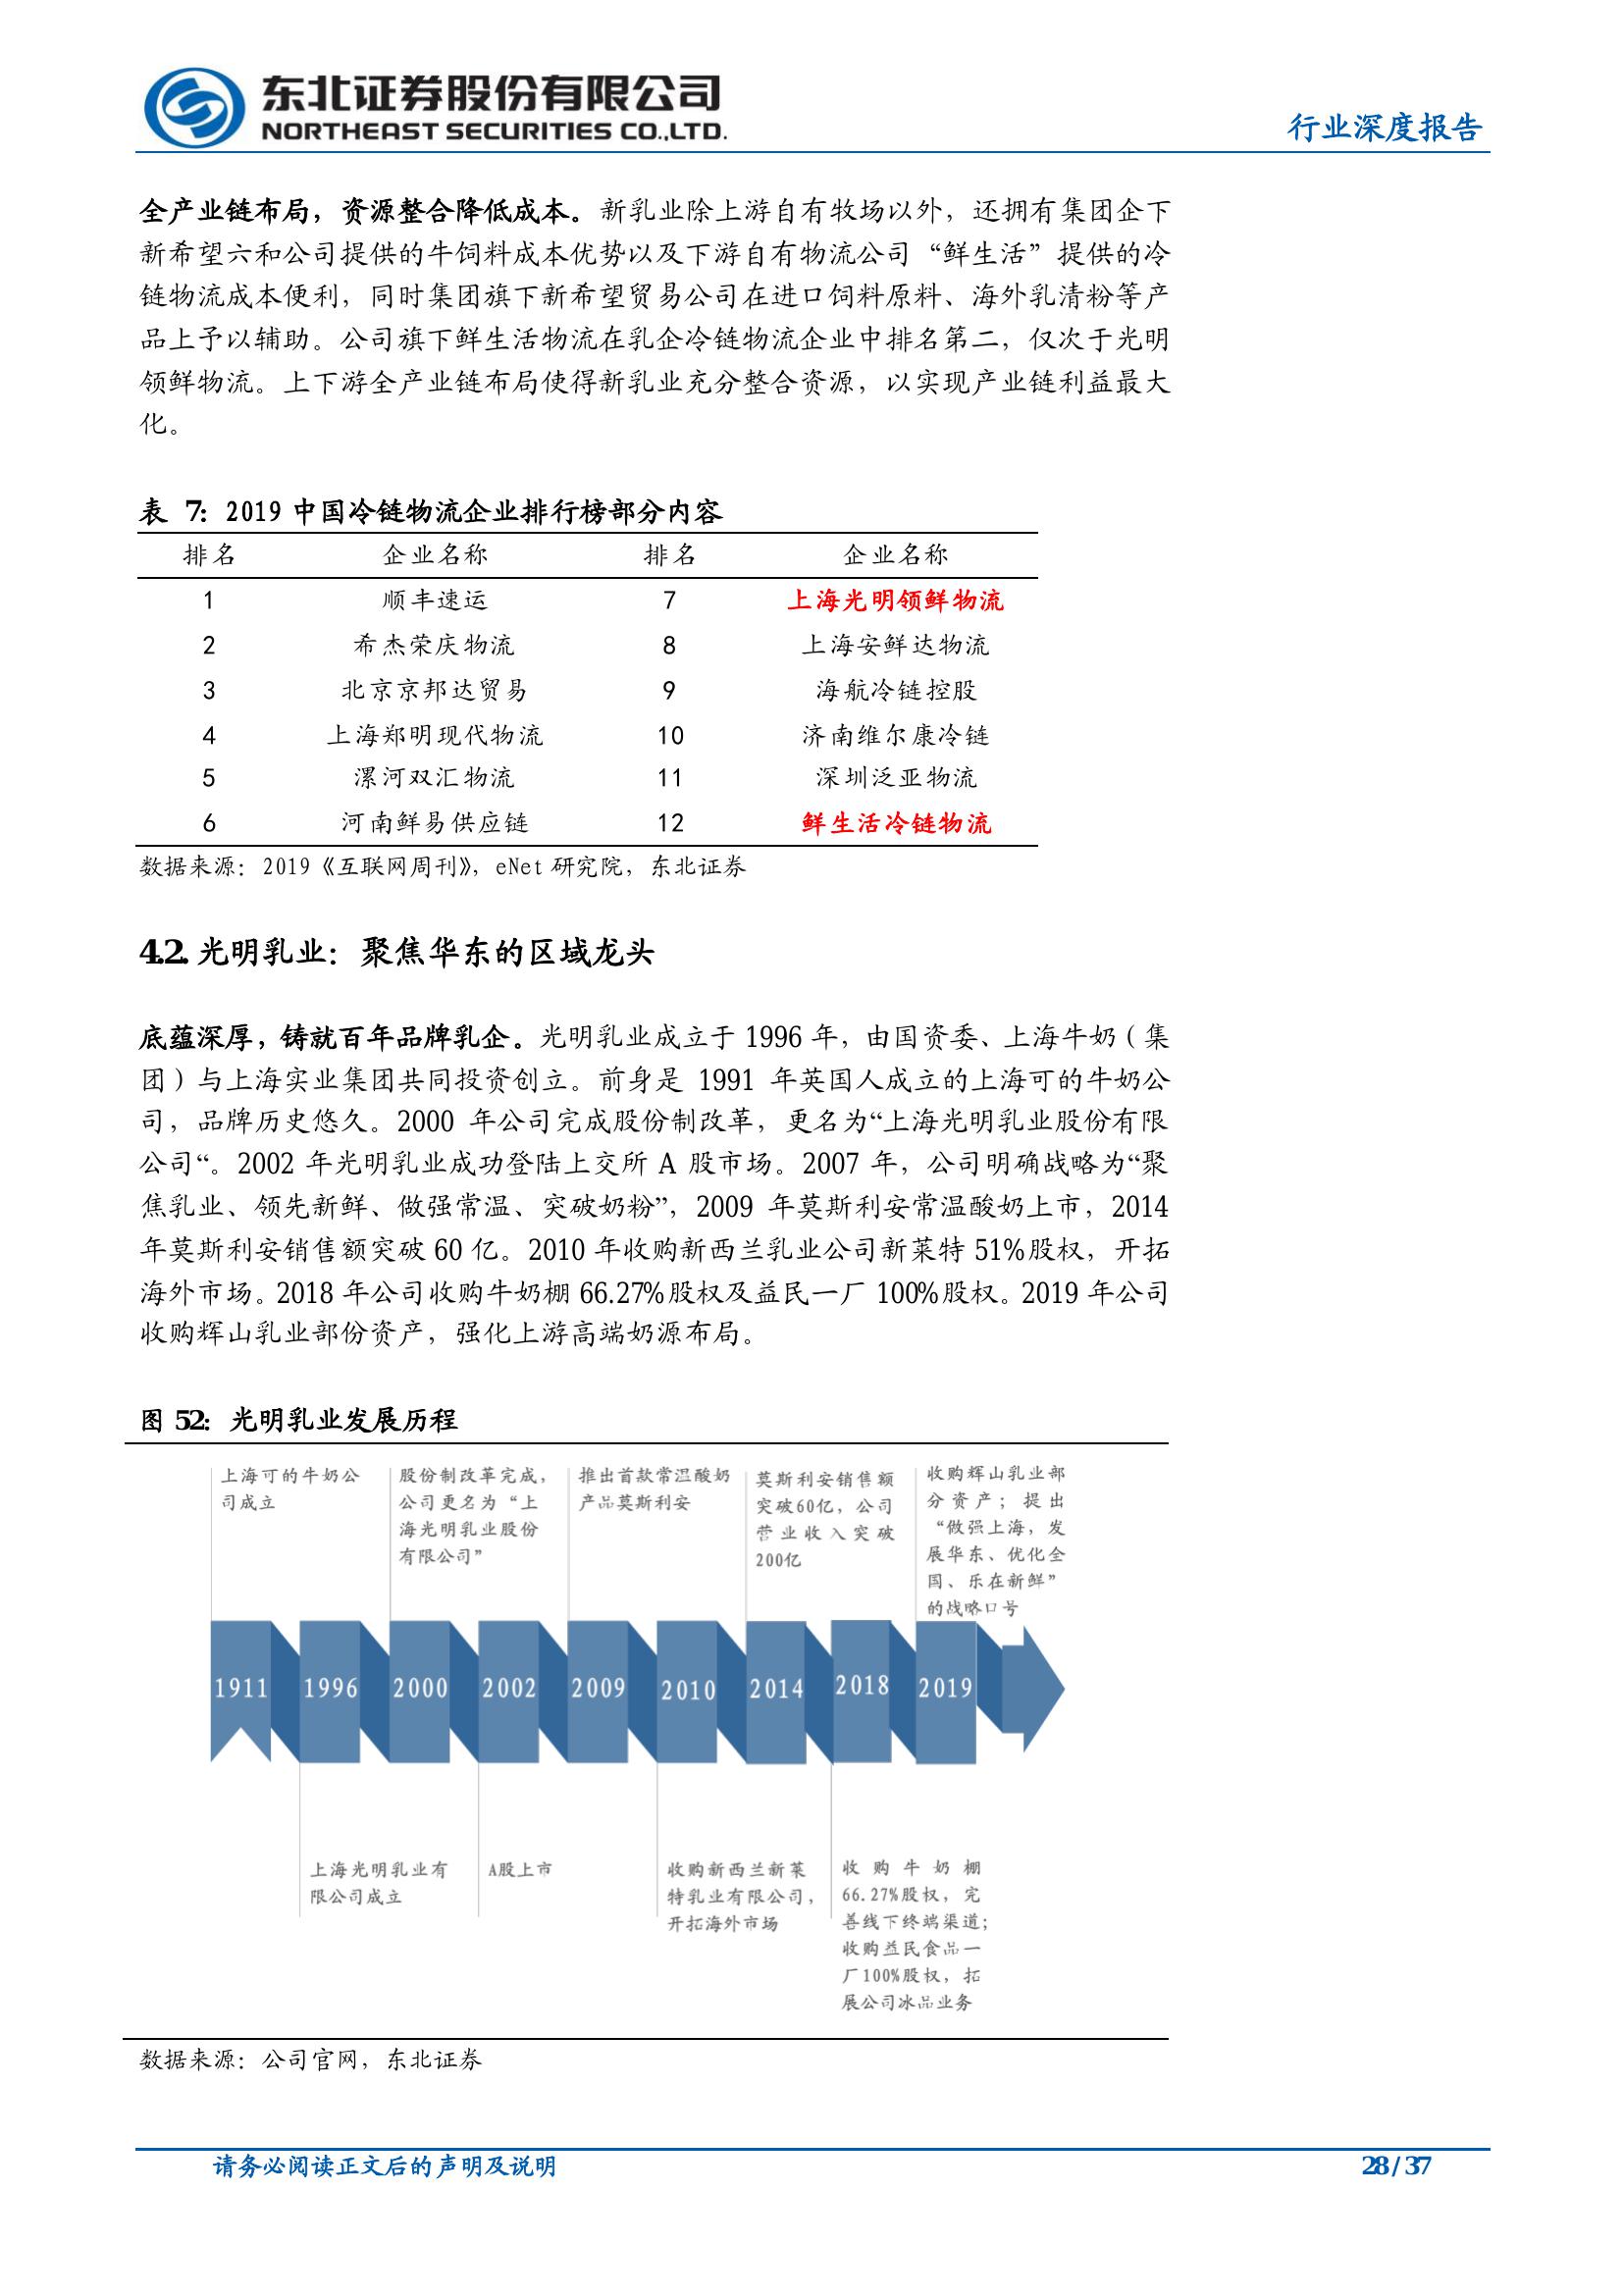 东北证券股份有限公司
NORTHEAST SECURITIES CO.,LTD.
行业深度报告
全产业链布局，资源整合降低成本。新乳业除上游自有牧场以外，还拥有集团企下
新希望六和公司提供的牛饲料成本优势以及下游自有物流公司“鲜生活”提供的冷
链物流成本便利，同时集团旗下新希望贸易公司在进口饲料原料、海外乳清粉等产
品上予以辅助。公司旗下鲜生活物流在乳企冷链物流企业中排名第二，仅次于光明
领鲜物流。上下游全产业链布局使得新乳业充分整合资源，以实现产业链利益最大
化。
表 7：2019 中国冷链物流企业排行榜部分内容
排名 企业名称 排名 企业名称
1 顺丰速运 7 上海光明领鲜物流
2 希杰荣庆物流 8 上海安鲜达物流
3 北京京邦达贸易 9 海航冷链控股
4 上海郑明现代物流 10 济南维尔康冷链
5 漯河双汇物流 11 深圳泛亚物流
6 河南鲜易供应链 12 鲜生活冷链物流
数据来源：2019《互联网周刊》，eNet 研究院，东北证券
4.2. 光明乳业：聚焦华东的区域龙头
底蕴深厚，铸就百年品牌乳企。光明乳业成立于 1996 年，由国资委、上海牛奶（集
团）与上海实业集团共同投资创立。前身是 1991 年英国人成立的上海可的牛奶公
司，品牌历史悠久。2000 年公司完成股份制改革，更名为“上海光明乳业股份有限
公司“。2002 年光明乳业成功登陆上交所 A 股市场。2007 年，公司明确战略为“聚
焦乳业、领先新鲜、做强常温、突破奶粉”，2009 年莫斯利安常温酸奶上市，2014
年莫斯利安销售额突破 60 亿。2010 年收购新西兰乳业公司新莱特 51%股权，开拓
海外市场。2018 年公司收购牛奶棚 66.27%股权及益民一厂 100%股权。2019 年公司
收购辉山乳业部份资产，强化上游高端奶源布局。
图 52：光明乳业发展历程
上海可的牛奶公
司成立
股份制改革完成，
公司更名为“上
海光明乳业股份
有限公司”
推出首款常温酸奶
产品莫斯利安
莫斯利安销售额
突破60亿，公司
营业收入突破
200亿
收购辉山乳业部
分资产；提出
“做强上海，发
展华东、优化全
国、乐在新鲜”
的战略口号
1911 1996 2000 2002 2009 2010 2014 2018 2019
上海光明乳业有
限公司成立
A股上市
收购新西兰新莱
特乳业有限公司，
开拓海外市场
收购牛奶棚
66.27%股权，完
善线下终端渠道；
收购益民食品一
厂100%股权，拓
展公司冰品业务
数据来源：公司官网，东北证券
请务必阅读正文后的声明及说明
28 / 37